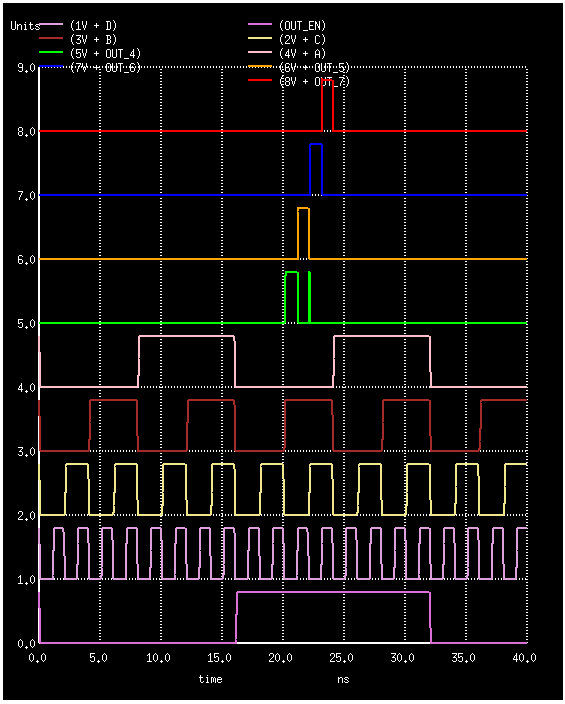 Units (1V + D) (OUT_EN)
(3V + B) (2V + C)
(5V + OUT_4) (4V + A)
9.0 (7V + OUT_6) (6V + OUT_5)
(8V + OUT_7)
8.0
7.0
6.0
5.0
4.0
3.0
2.0
1.0
0.0
0.0 5.0 10.0 15.0 20.0 25.0 30.0 35.0 40.0
time ns